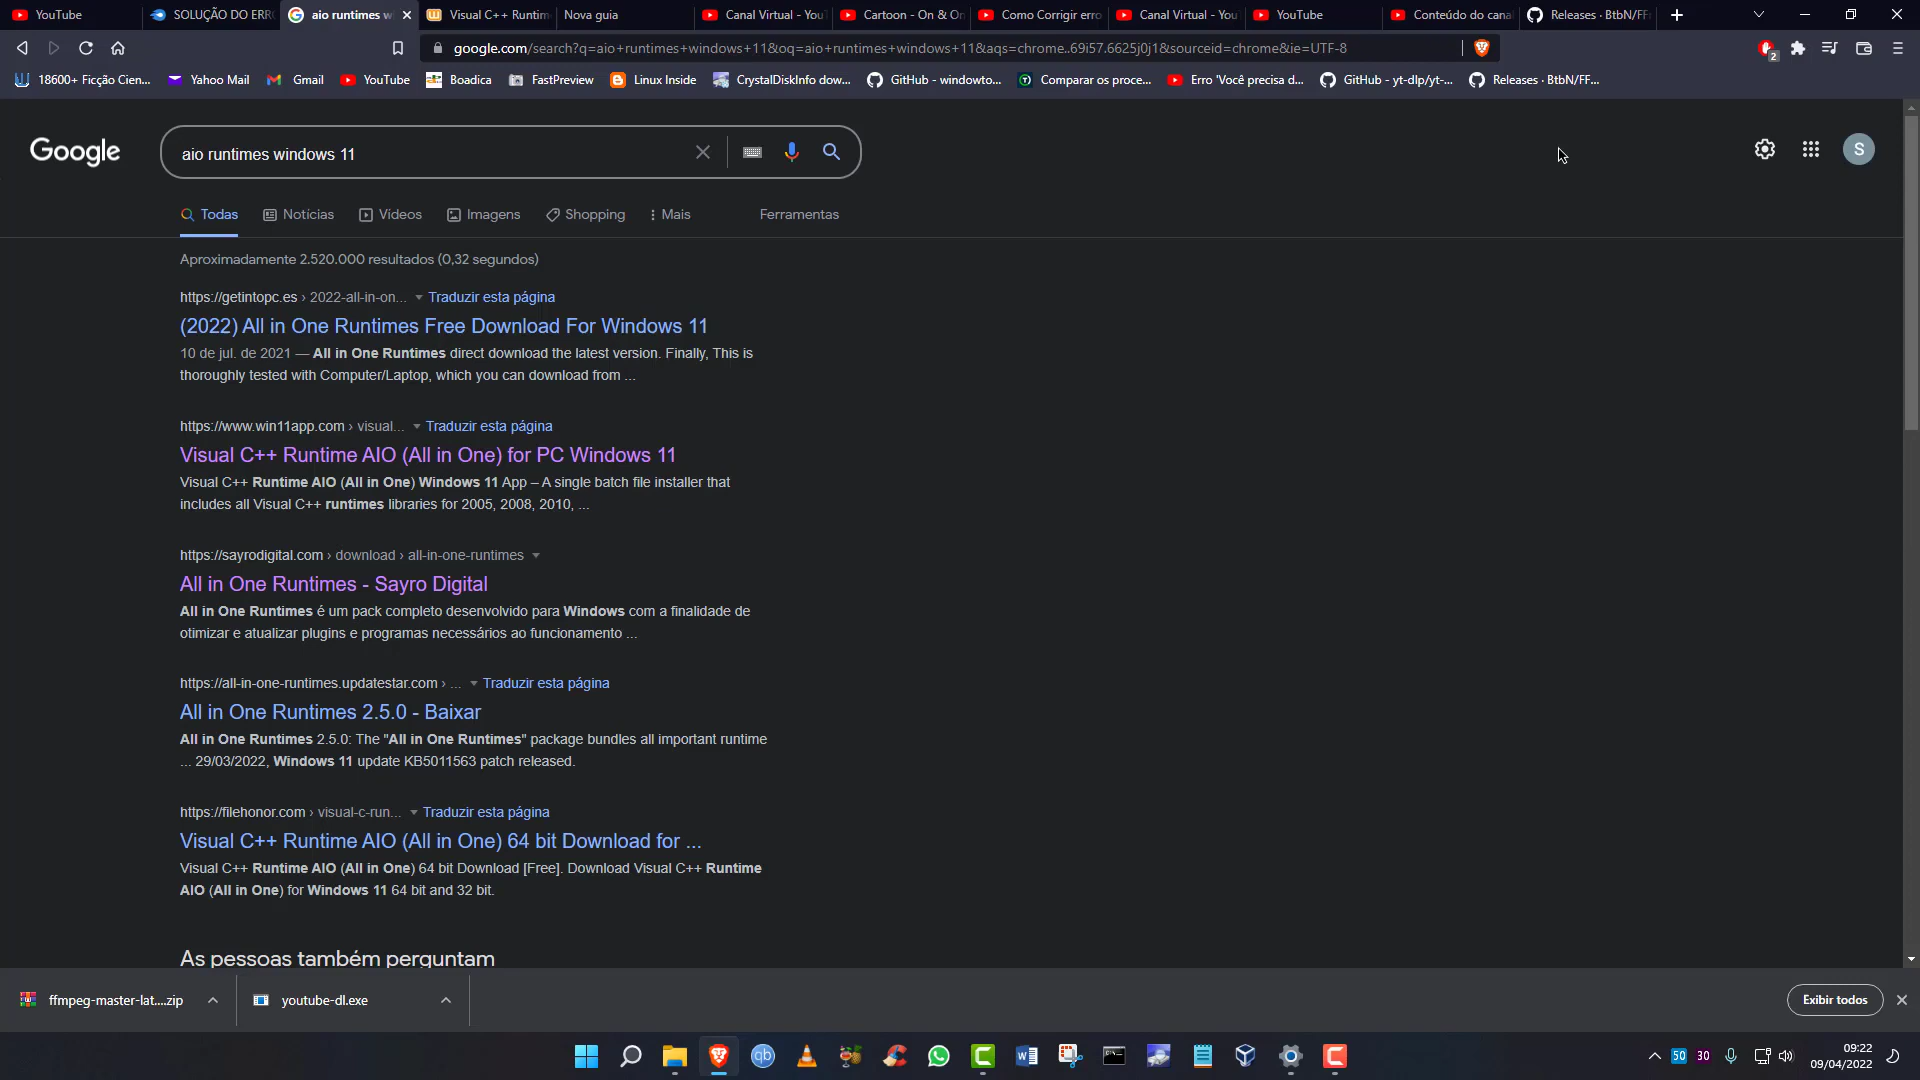 YouTube
SOLUÇÃO DO ERR
aio runtimes w
Visual C++ Runtim
Nova guia
Canal Virtual - You
Cartoon - On & O
Como Corrigir erro
Canal Virtual - You
YouTube
Conteúdo do cana
Releases · BtbN/FF
google.com/search?q=aio+runtimes+windows+11&oq=aio+runtimes+windows+11&aqs=chrome..69i57.6625j0j1&sourceid=chrome&ie=UTF-8
2
18600+ Ficção Cien...
Yahoo Mail
Gmail
YouTube
Boadica
FastPreview
Linux Inside
CrystalDiskInfo dow...
GitHub - windowto...
Comparar os proce...
Erro 'Você precisa d...
GitHub - yt-dlp/yt-...
Releases · BtbN/FF...
Google
aio runtimes windows 11
S
Todas
Notícias
Vídeos
Imagens
Shopping
Mais
Ferramentas
Aproximadamente 2.520.000 resultados (0,32 segundos)
https://getintopc.es › 2022-all-in-on... Traduzir esta página
(2022) All in One Runtimes Free Download For Windows 11
10 de jul. de 2021 — All in One Runtimes direct download the latest version. Finally, This is
thoroughly tested with Computer/Laptop, which you can download from ...
https://www.win11app.com › visual... Traduzir esta página
Visual C++ Runtime AIO (All in One) for PC Windows 11
Visual C++ Runtime AIO (All in One) Windows 11 App – A single batch file installer that
includes all Visual C++ runtimes libraries for 2005, 2008, 2010, ...
https://sayrodigital.com › download › all-in-one-runtimes
All in One Runtimes - Sayro Digital
All in One Runtimes é um pack completo desenvolvido para Windows com a finalidade de
otimizar e atualizar plugins e programas necessários ao funcionamento ...
https://all-in-one-runtimes.updatestar.com › ... Traduzir esta página
All in One Runtimes 2.5.0 - Baixar
All in One Runtimes 2.5.0: The "All in One Runtimes" package bundles all important runtime
... 29/03/2022, Windows 11 update KB5011563 patch released.
https://filehonor.com › visual-c-run... Traduzir esta página
Visual C++ Runtime AIO (All in One) 64 bit Download for ...
Visual C++ Runtime AIO (All in One) 64 bit Download [Free]. Download Visual C++ Runtime
AIO (All in One) for Windows 11 64 bit and 32 bit.
As pessoas também perguntam
ffmpeg-master-lat....zip
youtube-dl.exe
Exibir todos
50
30
09:22
09/04/2022